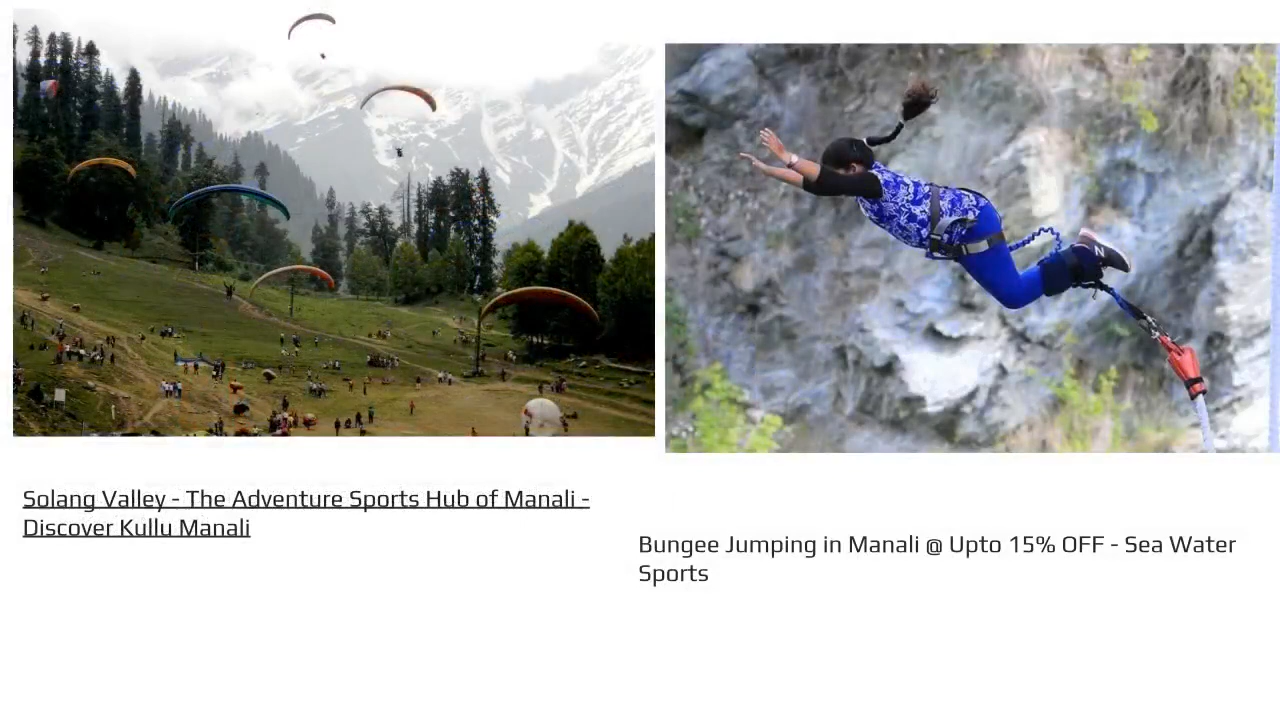 Solang Valley - The Adventure Sports Hub of Manali -
Discover Kullu Manali
Bungee Jumping in Manali @ Upto 15% OFF - Sea Water
Sports